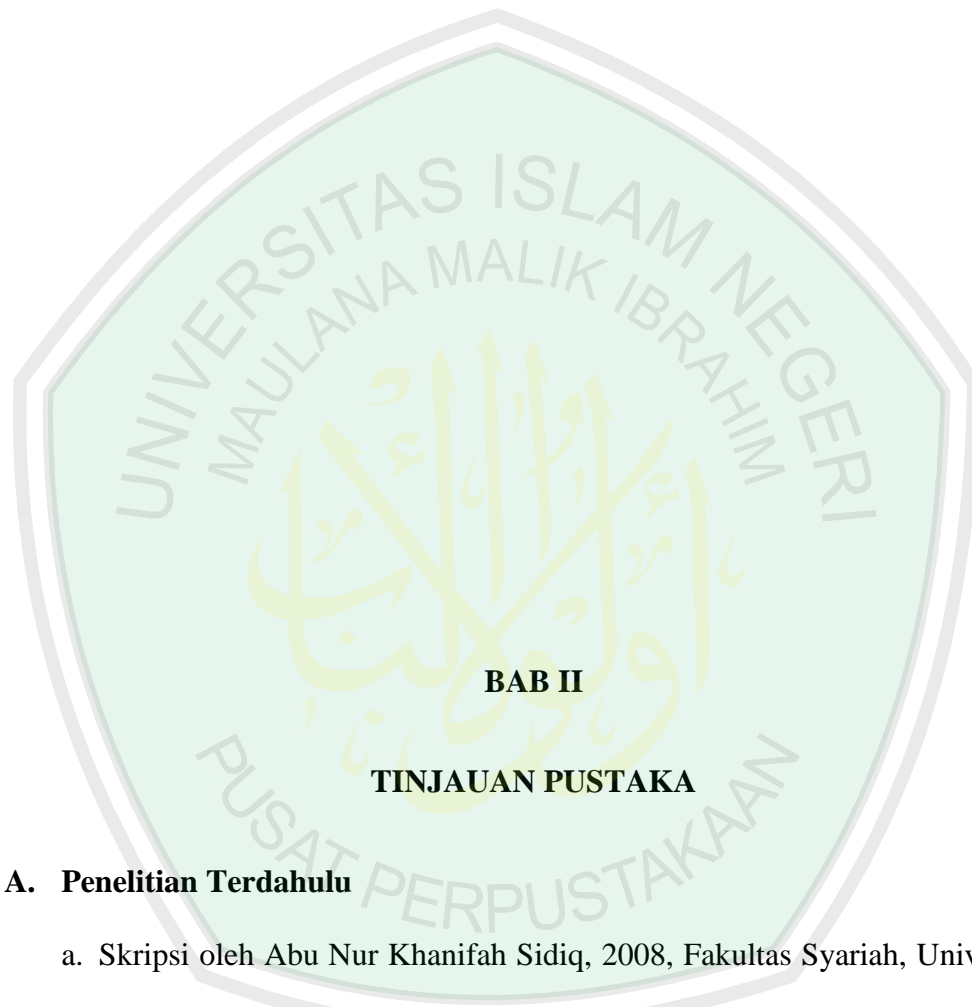 UNIVERSITAS ISLAM NEGERI
MAULANA MALIK IBRAHIM
BAB II
TINJAUAN PUSTAKA
A. Penelitian Terdahulu
a. Skripsi oleh Abu Nur Khanifah Sidiq, 2008, Fakultas Syariah, Univ
PUSAT PERPUSTAKAAN